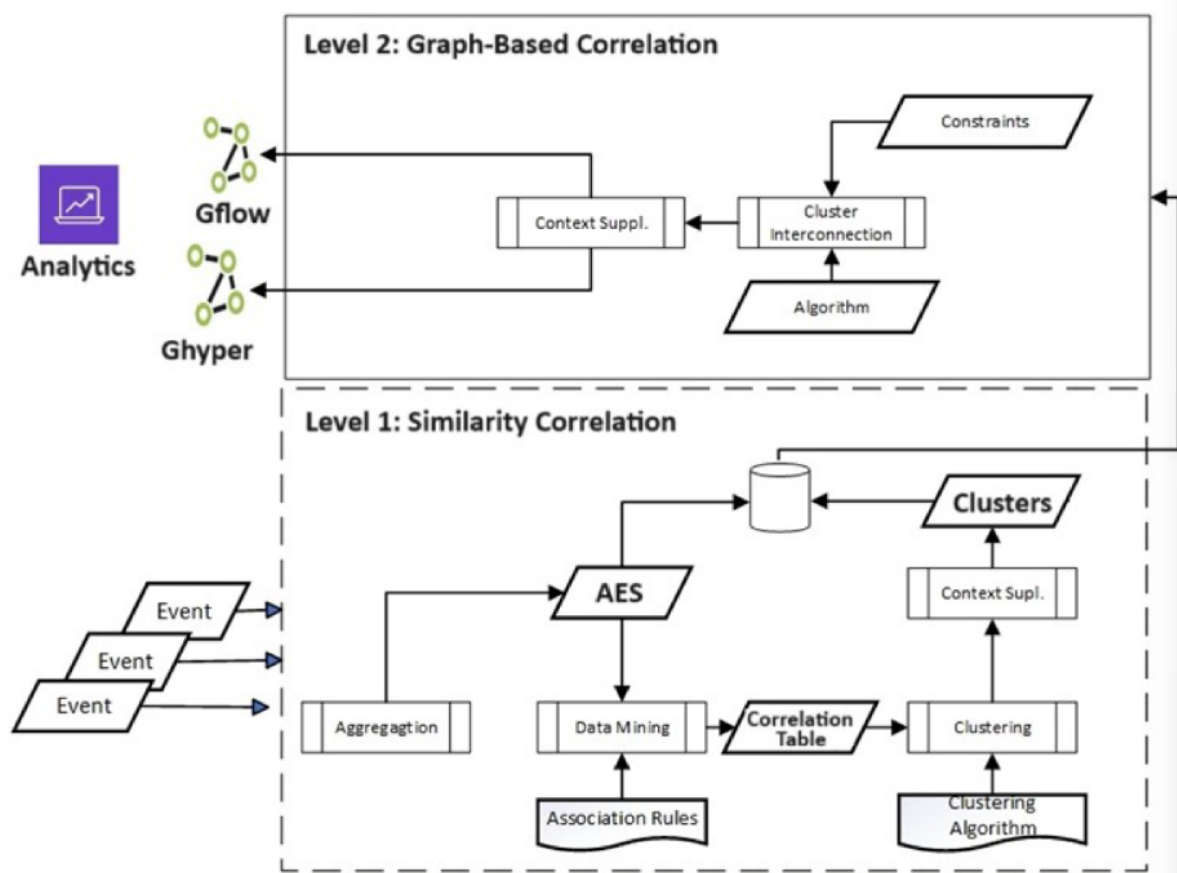 Level 2: Graph-Based Correlation
Constraints
Gflow
Context Suppl.
Cluster
Interconnection
Analytics
Algorithm
Ghyper
Level 1: Similarity Correlation
Clusters
AES
Context Supl.
Event
Event
Event
Aggregagtion
Data Mining
Correlation
Table
Clustering
Association Rules
Clustering
Algorithm